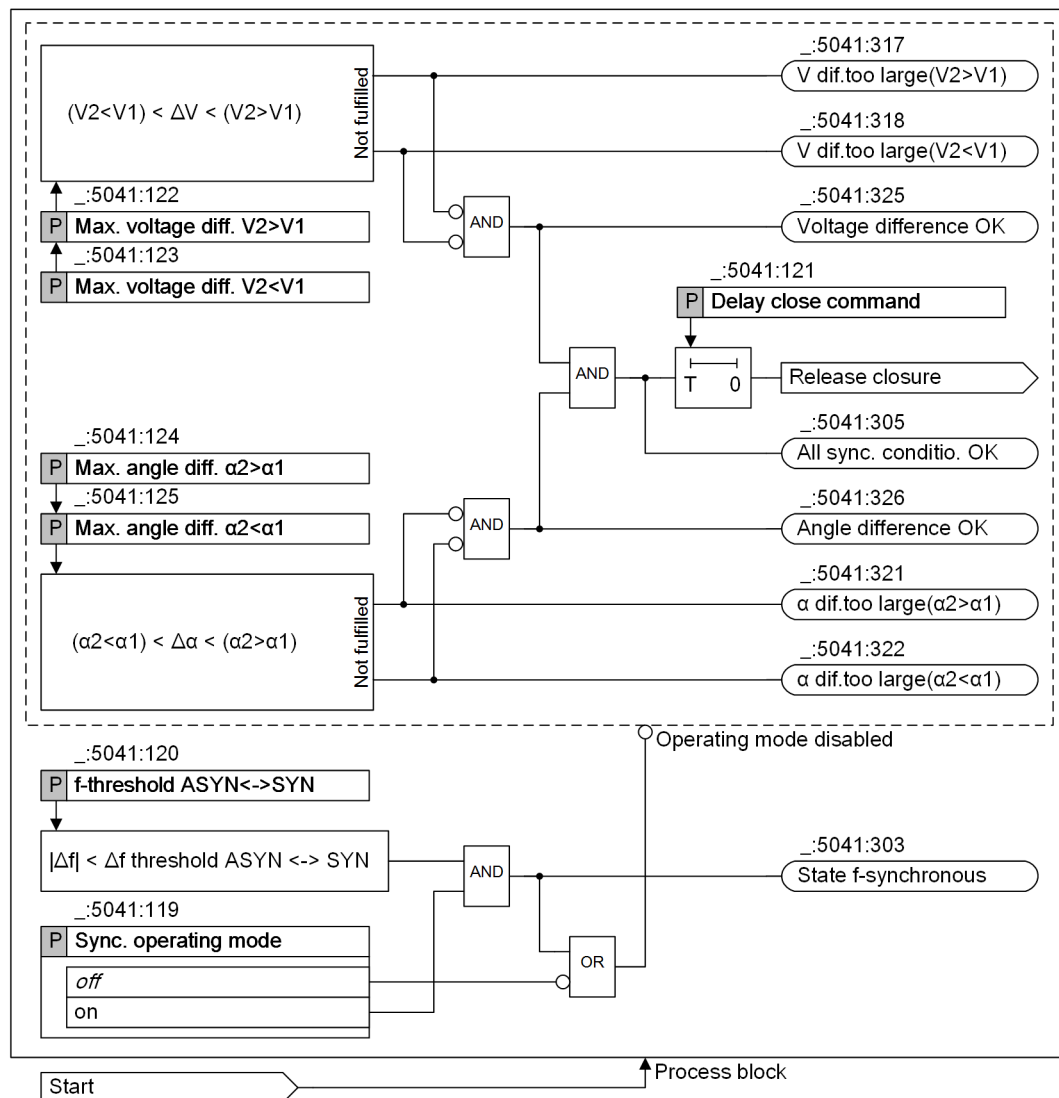 _:5041:317
V dif.too large(V2>V1)
(V2<V1) < ΔV < (V2>V1)
Not fulfilled
_:5041:318
V dif.too large(V2<V1)
_:5041:122
P Max. voltage diff. V2>V1
_:5041:123
P Max. voltage diff. V2<V1
AND
_:5041:325
Voltage difference OK
_:5041:121
P Delay close command
AND
T 0
Release closure
_:5041:305
All sync. conditio. OK
_:5041:124
P Max. angle diff. α2>α1
_:5041:125
P Max. angle diff. α2<α1
AND
_:5041:326
Angle difference OK
_:5041:321
α dif.too large(α2>α1)
(α2<α1) < Δα < (α2>α1)
Not fulfilled
_:5041:322
α dif.too large(α2<α1)
Operating mode disabled
_:5041:120
P f-threshold ASYN<->SYN
|Δf| < Δf threshold ASYN <-> SYN
AND
_:5041:303
State f-synchronous
_:5041:119
P Sync. operating mode
off
on
OR
Process block
Start